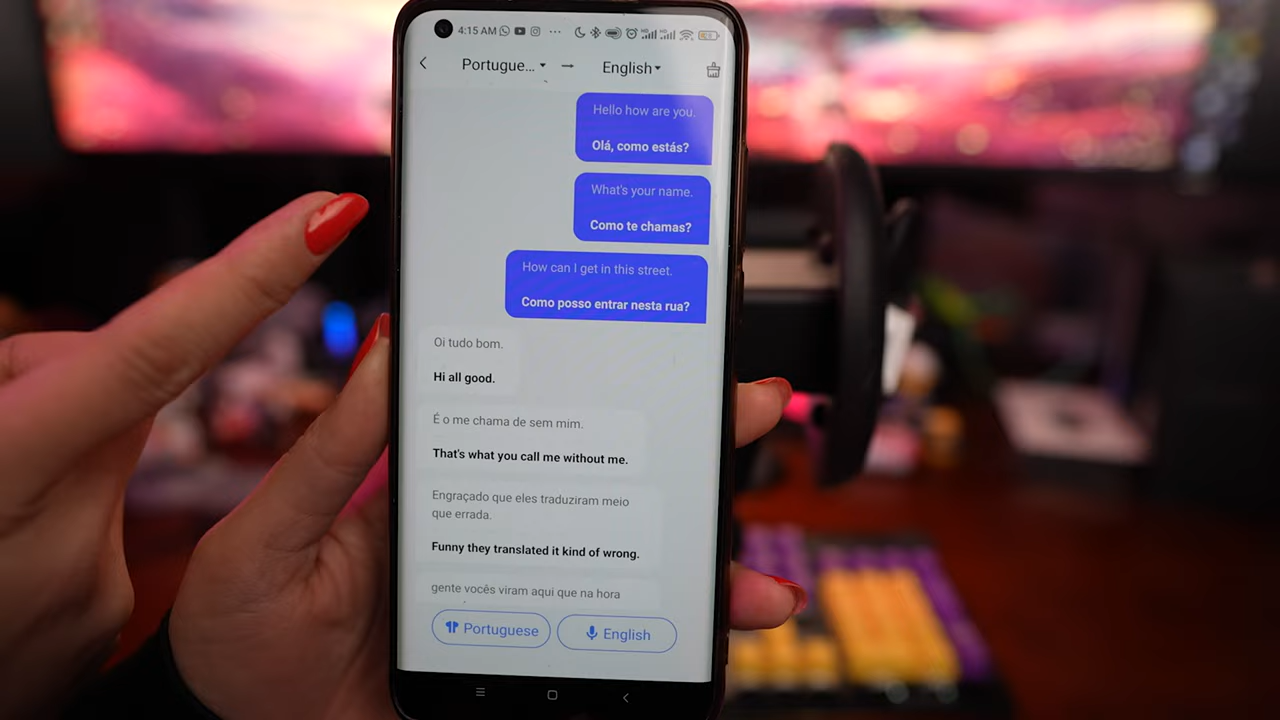 4:15 AM
Portugue... → English
Hello how are you.
Olá, como estás?
What's your name.
Como te chamas?
How can I get in this street.
Como posso entrar nesta rua?
Oi tudo bom.
Hi all good.
É o me chama de sem mim.
That's what you call me without me.
Engraçado que eles traduziram meio
que errada.
Funny they translated it kind of wrong.
gente vocês viram aqui que na hora
Portuguese English